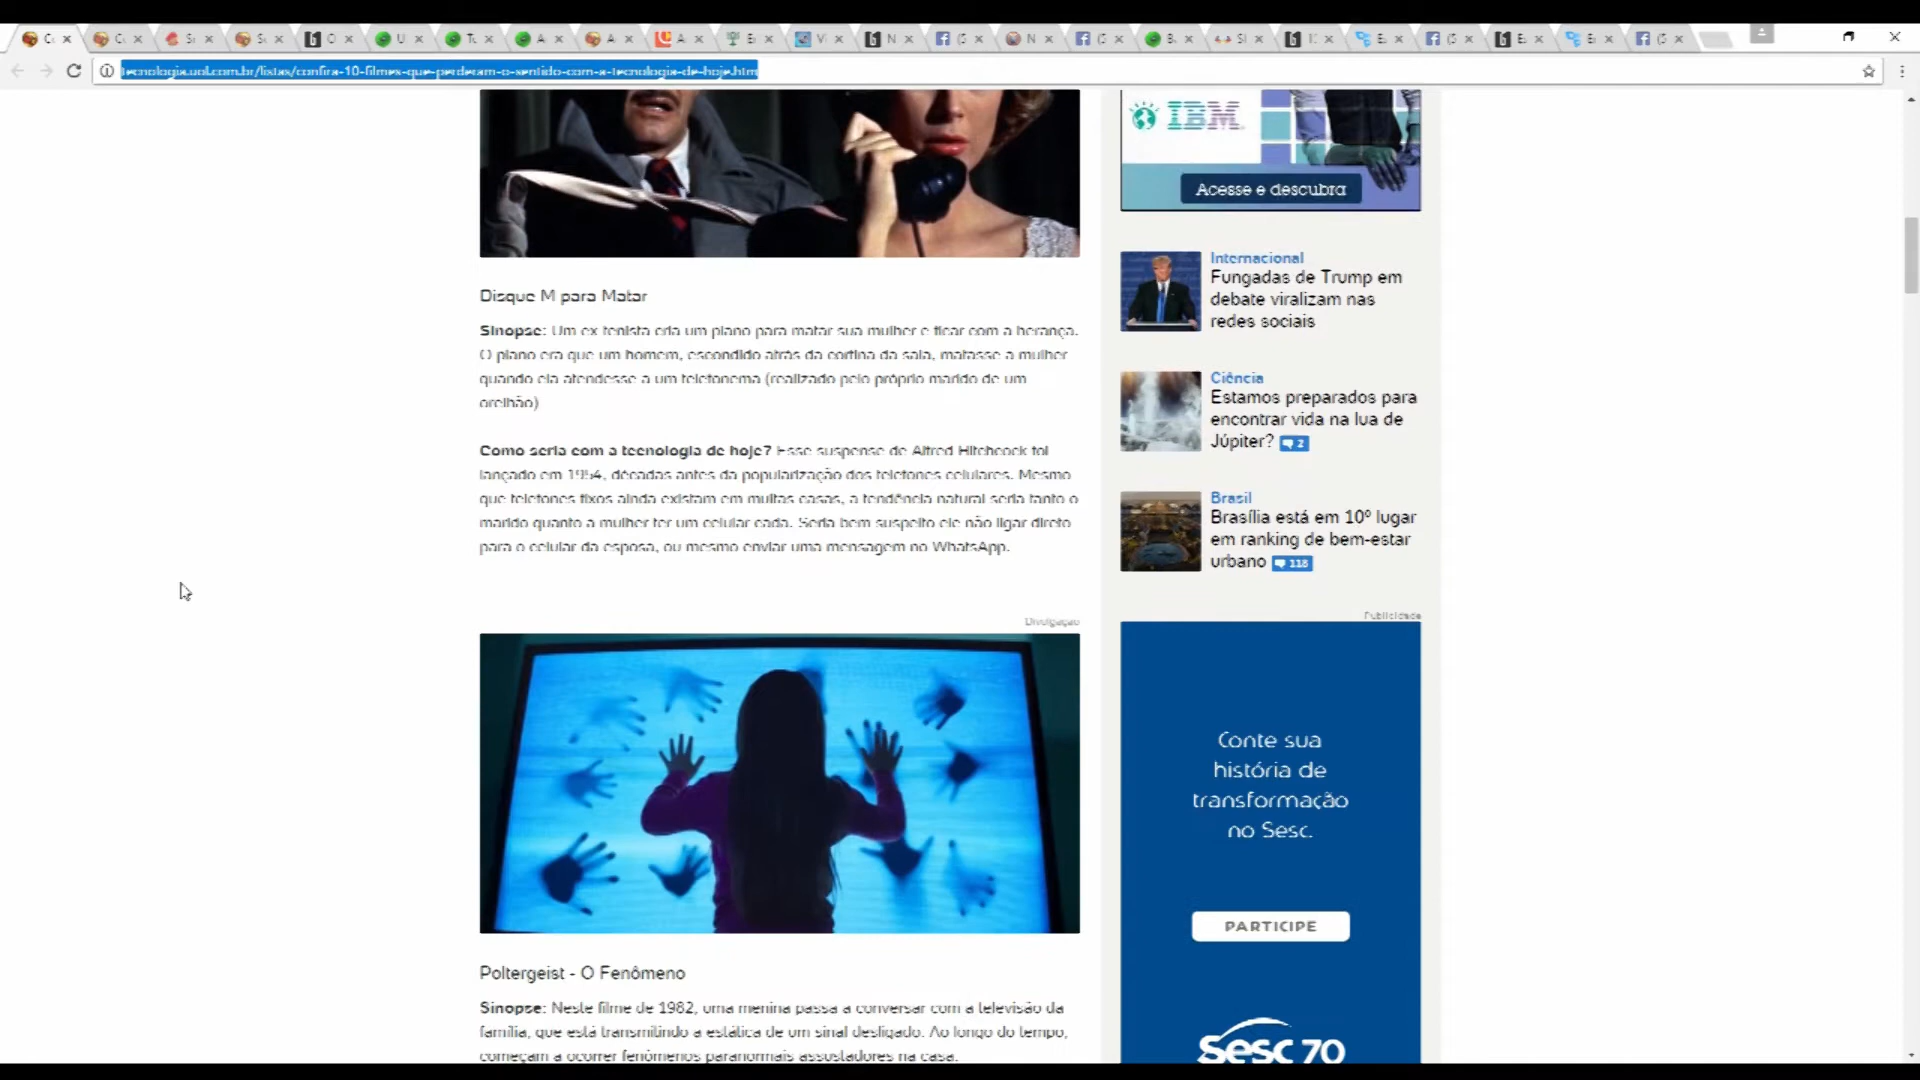 tecnologia.uol.com.br/listas/confira-10-filmes-que-perderam-o-sentido-com-a-tecnologia-de-hoje.htm
Disque M para Matar
Sinopse: Um ex tenista cria um plano para matar sua mulher e ficar com a herança.
O plano era que um homem, escondido atrás da cortina da sala, matasse a mulher
quando ela atendesse a um telefonema (realizado pelo próprio marido de um
orelhão)
Como seria com a tecnologia de hoje? Esse suspense de Alfred Hitchcock foi
lançado em 1954, décadas antes da popularização dos telefones celulares. Mesmo
que telefones fixos ainda existam em muitas casas, a tendência natural seria tanto o
marido quanto a mulher ter um celular cada. Seria bem suspeito ele não ligar direto
para o celular da esposa, ou mesmo enviar uma mensagem no WhatsApp.
Divulgação
Poltergeist - O Fenômeno
Sinopse: Neste filme de 1982, uma menina passa a conversar com a televisão da
família, que está transmitindo a estática de um sinal desligado. Ao longo do tempo,
começam a ocorrer fenômenos paranormais assustadores na casa.
IBM
Acesse e descubra
Internacional
Fungadas de Trump em
debate viralizam nas
redes sociais
Ciência
Estamos preparados para
encontrar vida na lua de
Júpiter? 2
Brasil
Brasília está em 10º lugar
em ranking de bem-estar
urbano 118
Publicidade
Conte sua
história de
transformação
no Sesc.
PARTICIPE
Sesc 70